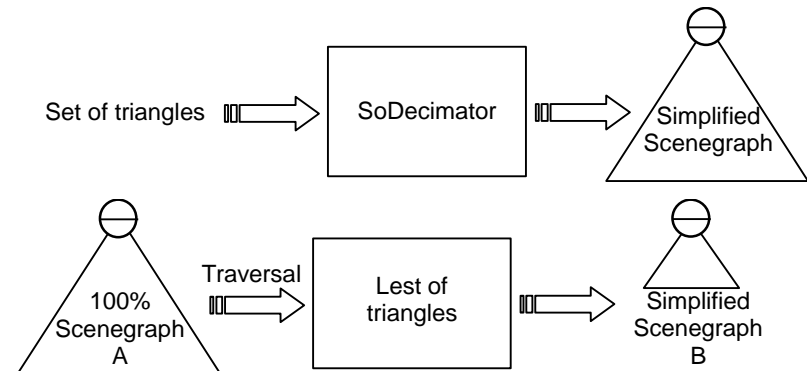 Set of triangles
SoDecimator
Simplified
Scenegraph
100%
Scenegraph
A
Traversal
Lest of
triangles
Simplified
Scenegraph
B